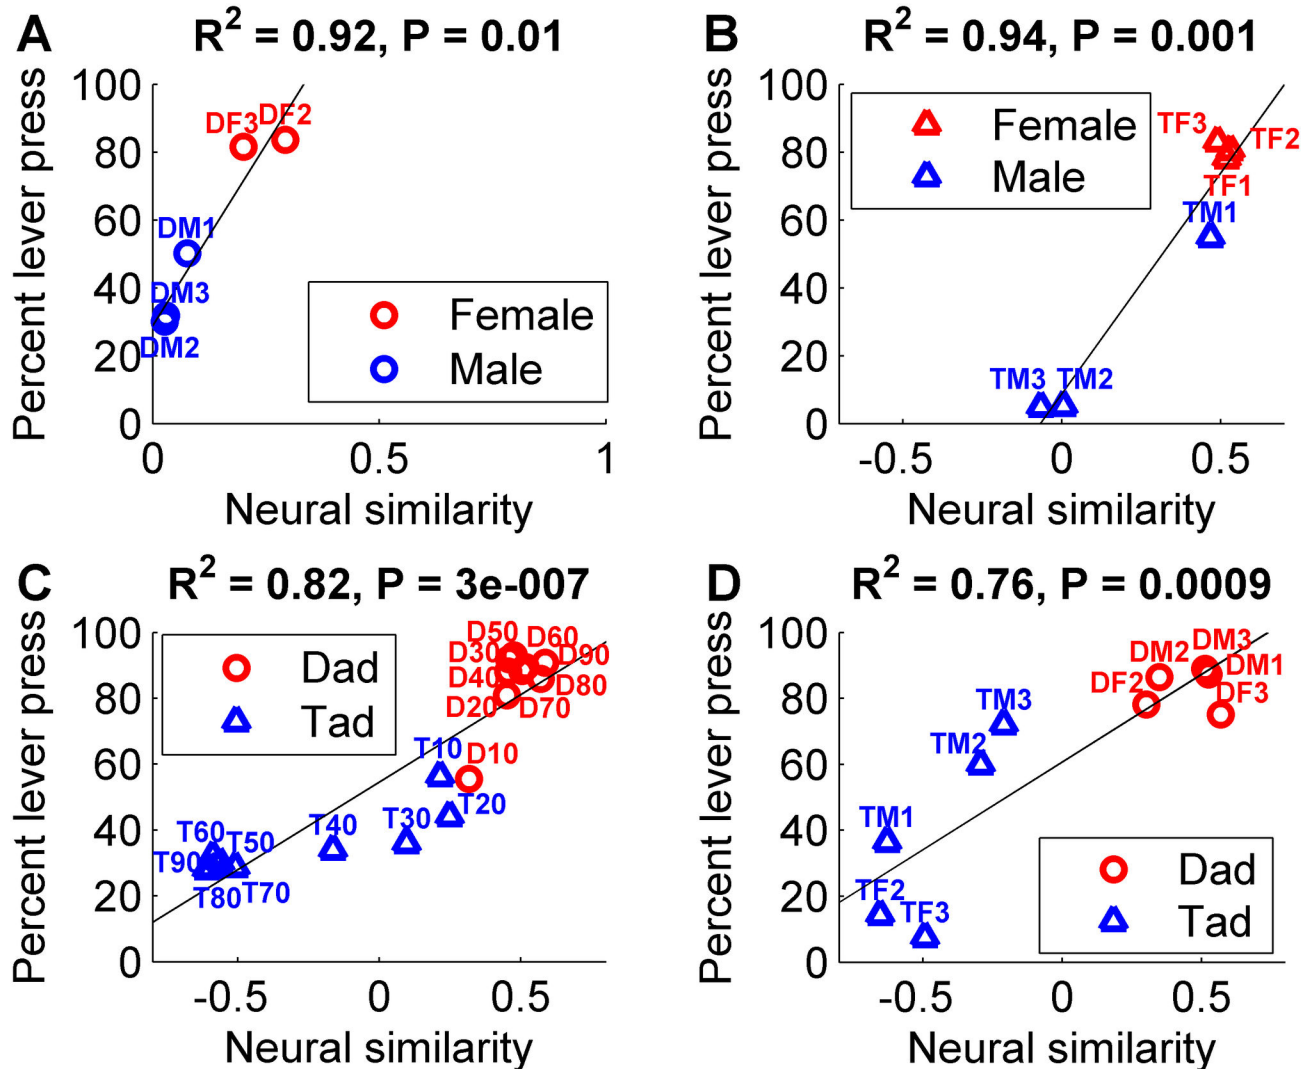 A
R2 = 0.92, P = 0.01
Percent lever press
100
80
60
40
20
0
DF3
DF2
DM1
DM3
DM2
Female
Male
0
0.5
1
Neural similarity
B
R2 = 0.94, P = 0.001
Percent lever press
100
80
60
40
20
0
Female
Male
TF3
TF2
TF1
TM1
TM3
TM2
-0.5
0
0.5
Neural similarity
C
R2 = 0.82, P = 3e-007
Percent lever press
100
80
60
40
20
0
Dad
Tad
D50
D60
D30
D90
D40
D80
D20
D70
D10
T10
T20
T30
T40
T60
T50
T90
T80
T70
-0.5
0
0.5
Neural similarity
D
R2 = 0.76, P = 0.0009
Percent lever press
100
80
60
40
20
0
DM3
DM2
DM1
DF2
DF3
TM3
TM2
TM1
TF2
TF3
Dad
Tad
-0.5
0
0.5
Neural similarity